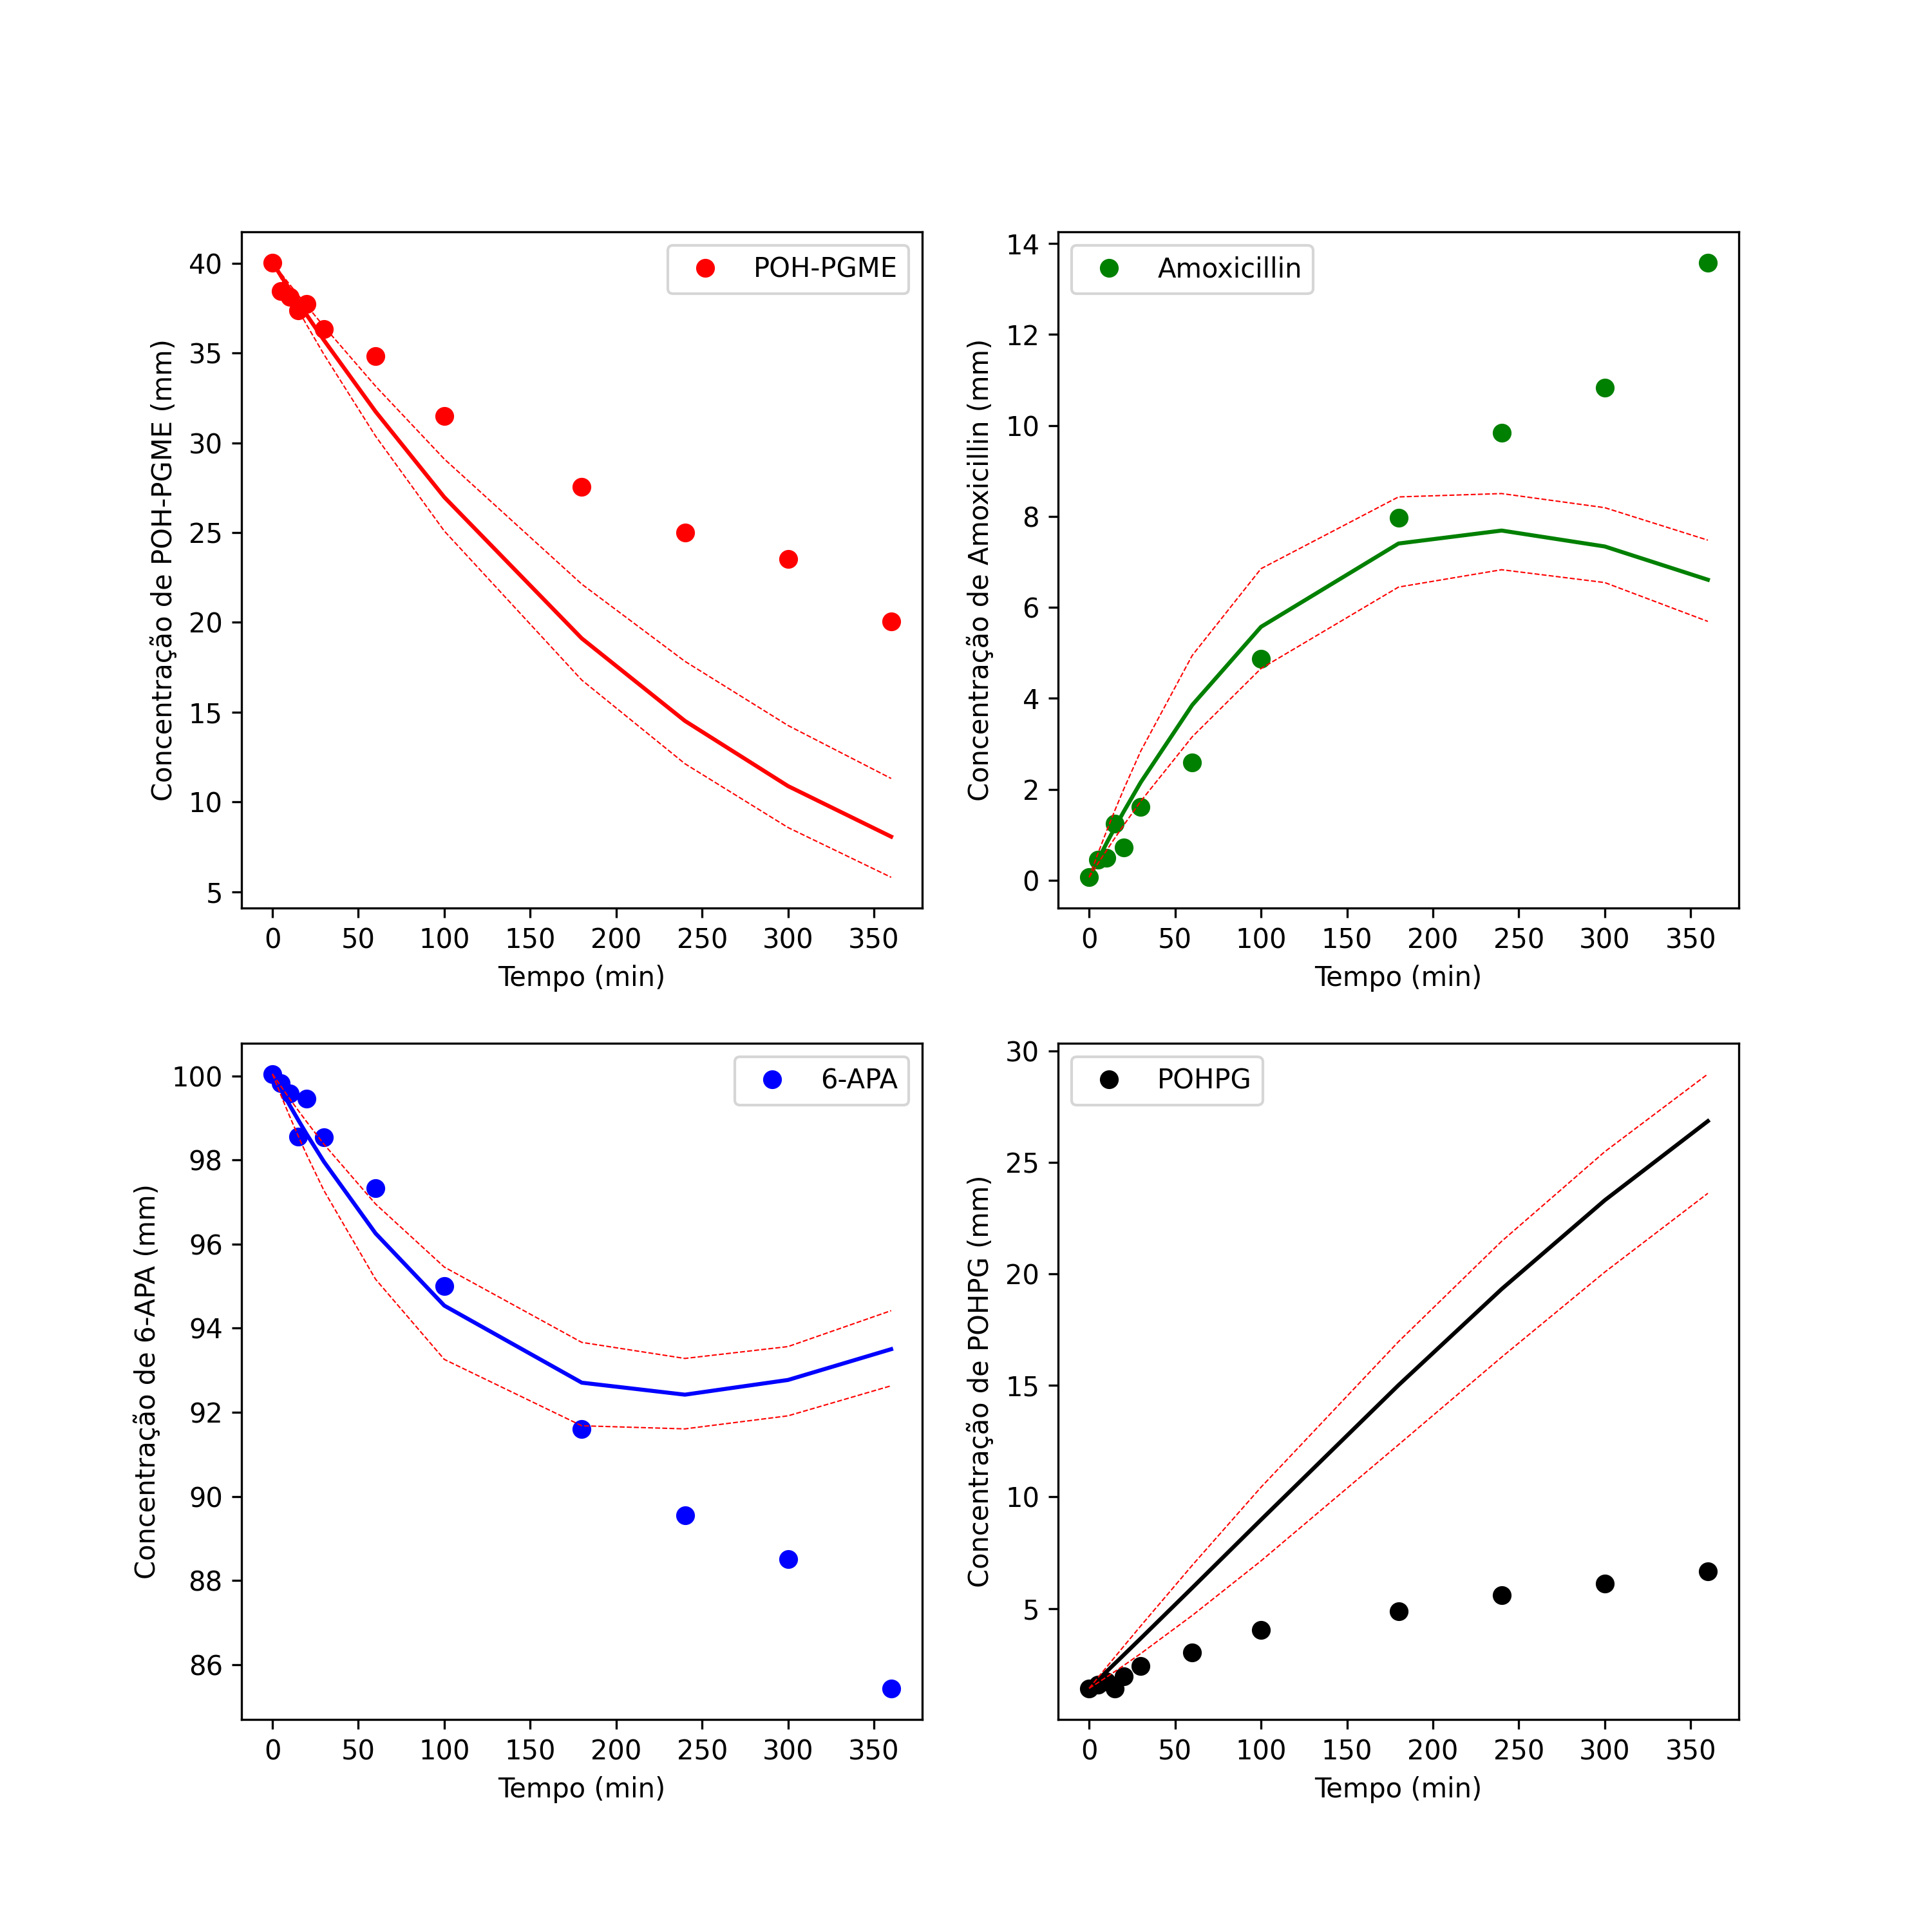 POH-PGME
Concentração de POH-PGME (mm)
40
35
30
25
20
15
10
5
0 50 100 150 200 250 300 350
Tempo (min)
Amoxicillin
Concentração de Amoxicillin (mm)
14
12
10
8
6
4
2
0
0 50 100 150 200 250 300 350
Tempo (min)
6-APA
Concentração de 6-APA (mm)
100
98
96
94
92
90
88
86
0 50 100 150 200 250 300 350
Tempo (min)
POHPG
Concentração de POHPG (mm)
30
25
20
15
10
5
0 50 100 150 200 250 300 350
Tempo (min)